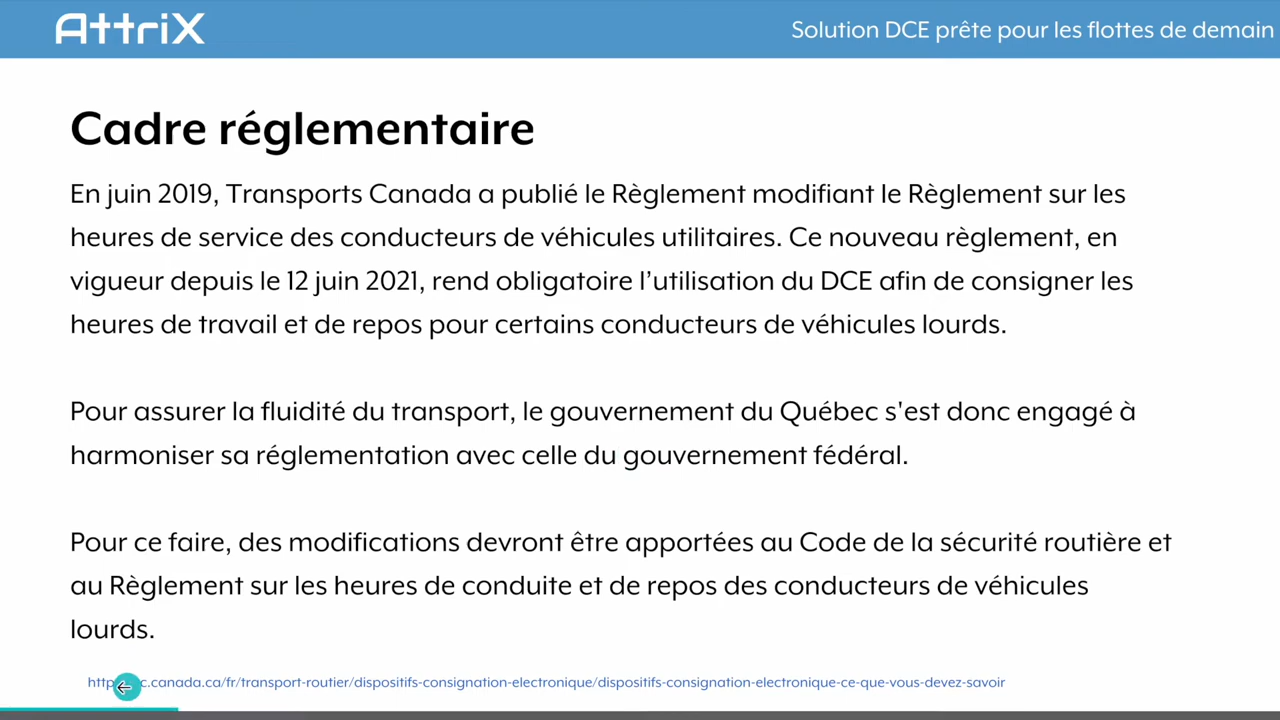 AttriX
Solution DCE prête pour les flottes de demain
Cadre réglementaire
En juin 2019, Transports Canada a publié le Règlement modifiant le Règlement sur les
heures de service des conducteurs de véhicules utilitaires. Ce nouveau règlement, en
vigueur depuis le 12 juin 2021, rend obligatoire l'utilisation du DCE afin de consigner les
heures de travail et de repos pour certains conducteurs de véhicules lourds.
Pour assurer la fluidité du transport, le gouvernement du Québec s'est donc engagé à
harmoniser sa réglementation avec celle du gouvernement fédéral.
Pour ce faire, des modifications devront être apportées au Code de la sécurité routière et
au Règlement sur les heures de conduite et de repos des conducteurs de véhicules
lourds.
c.canada.ca/fr/transport-routier/dispositifs-consignation-electronique/dispositifs-consignation-electronique-ce-que-vous-devez-savoir